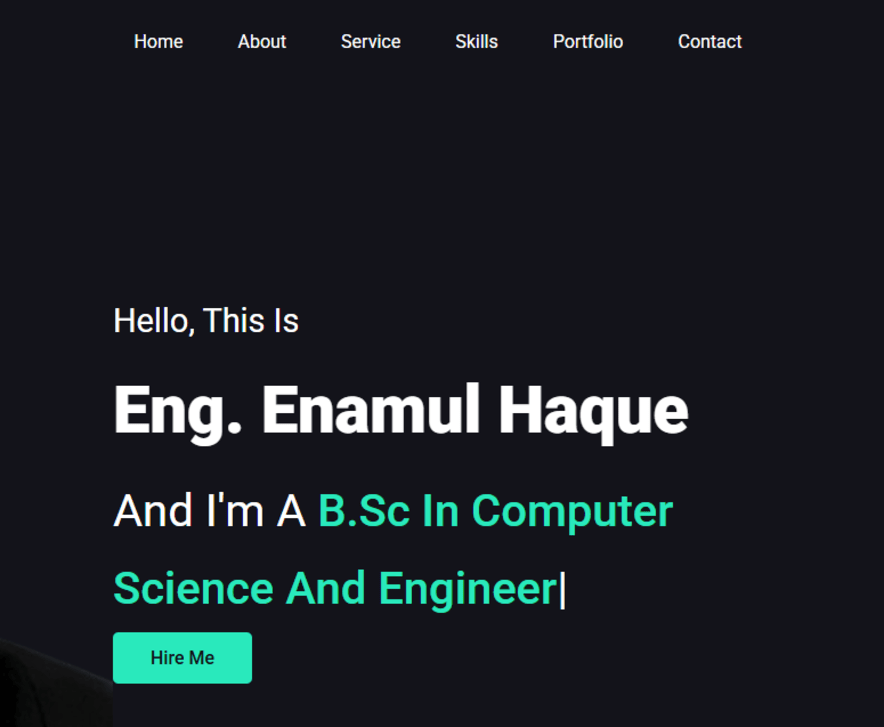 Home About Service Skills Portfolio Contact
Hello, This Is
Eng. Enamul Haque
And I'm A B.Sc In Computer
Science And Engineer|
Hire Me